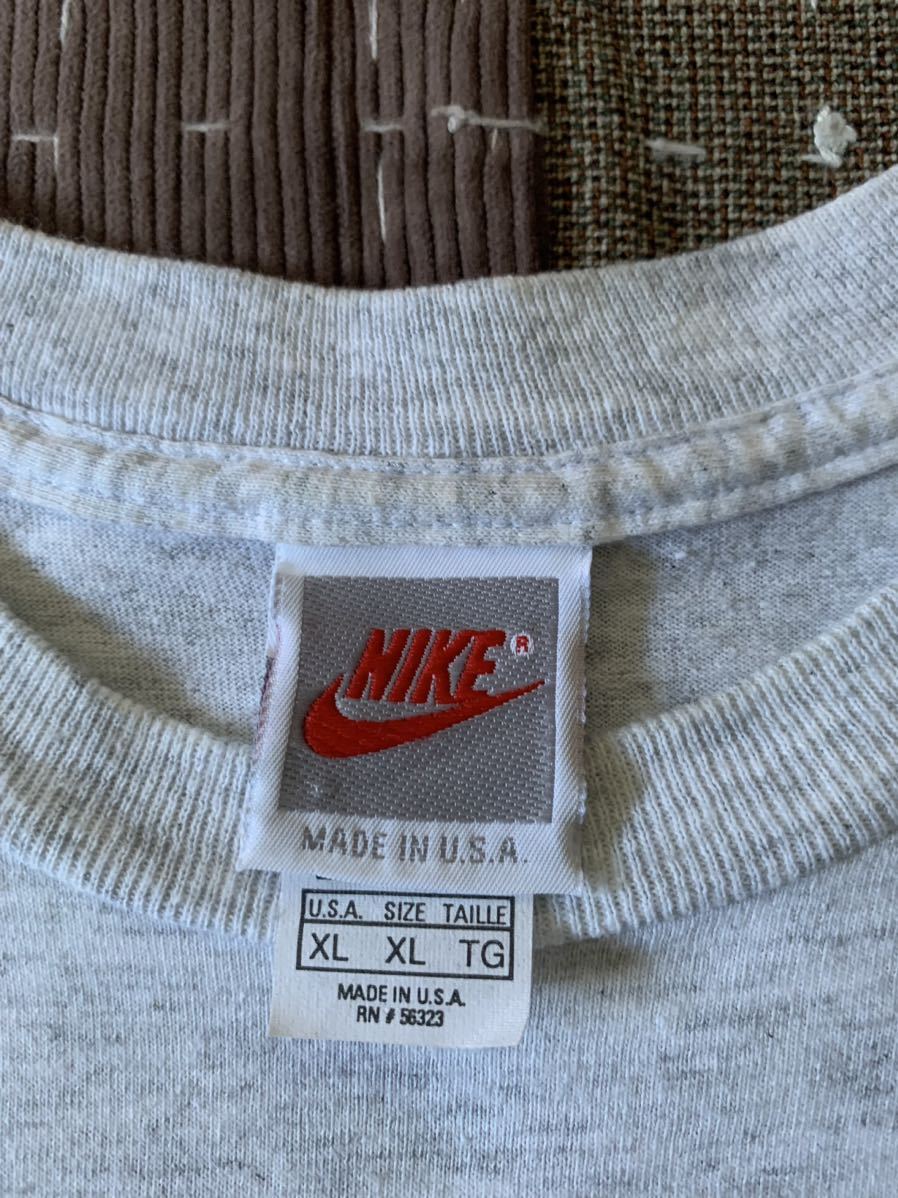 NIKE®
MADE IN U.S.A.
U.S.A. SIZE TAILLE
XL XL TG
MADE IN U.S.A.
RN # 56323